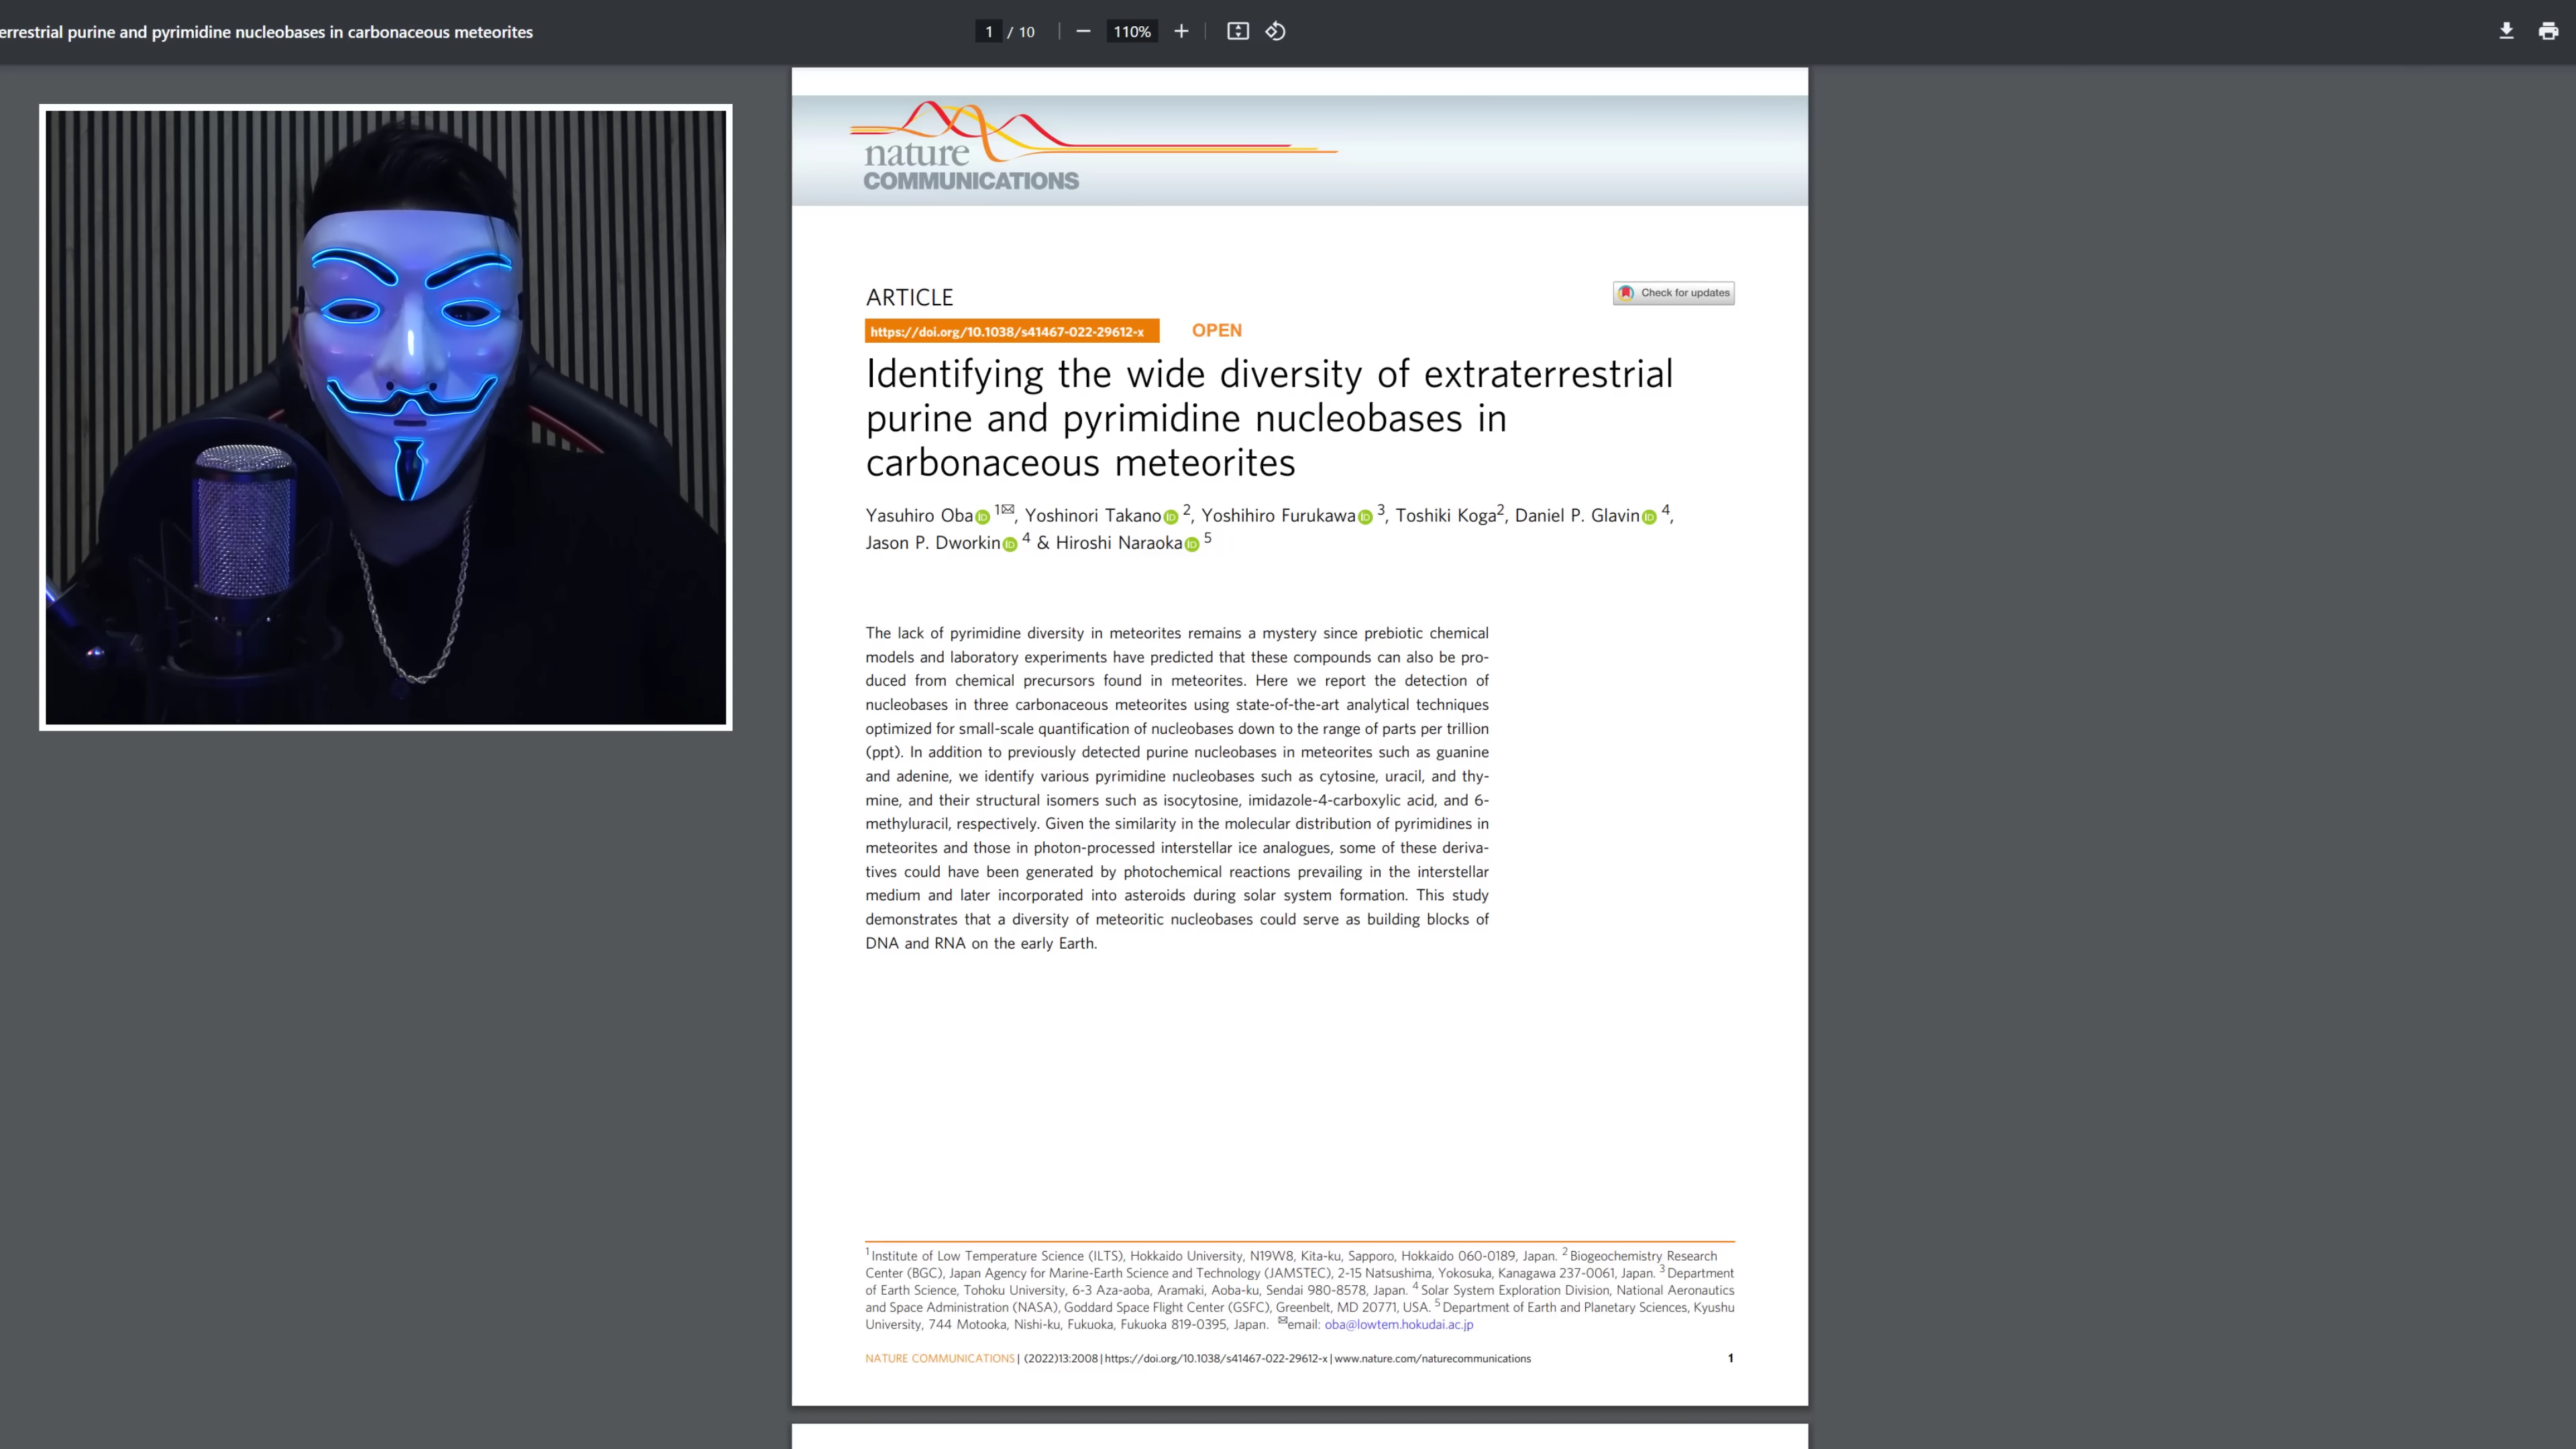 errestrial purine and pyrimidine nucleobases in carbonaceous meteorites
1 / 10
110%
nature
COMMUNICATIONS
ARTICLE
Check for updates
https://doi.org/10.1038/s41467-022-29612-x
OPEN
Identifying the wide diversity of extraterrestrial
purine and pyrimidine nucleobases in
carbonaceous meteorites
Yasuhiro Oba iD 1✉, Yoshinori Takano iD 2, Yoshihiro Furukawa iD 3, Toshiki Koga2, Daniel P. Glavin iD 4,
Jason P. Dworkin iD 4 & Hiroshi Naraoka iD 5
The lack of pyrimidine diversity in meteorites remains a mystery since prebiotic chemical
models and laboratory experiments have predicted that these compounds can also be pro-
duced from chemical precursors found in meteorites. Here we report the detection of
nucleobases in three carbonaceous meteorites using state-of-the-art analytical techniques
optimized for small-scale quantification of nucleobases down to the range of parts per trillion
(ppt). In addition to previously detected purine nucleobases in meteorites such as guanine
and adenine, we identify various pyrimidine nucleobases such as cytosine, uracil, and thy-
mine, and their structural isomers such as isocytosine, imidazole-4-carboxylic acid, and 6-
methyluracil, respectively. Given the similarity in the molecular distribution of pyrimidines in
meteorites and those in photon-processed interstellar ice analogues, some of these deriva-
tives could have been generated by photochemical reactions prevailing in the interstellar
medium and later incorporated into asteroids during solar system formation. This study
demonstrates that a diversity of meteoritic nucleobases could serve as building blocks of
DNA and RNA on the early Earth.
1 Institute of Low Temperature Science (ILTS), Hokkaido University, N19W8, Kita-ku, Sapporo, Hokkaido 060-0189, Japan. 2 Biogeochemistry Research
Center (BGC), Japan Agency for Marine-Earth Science and Technology (JAMSTEC), 2-15 Natsushima, Yokosuka, Kanagawa 237-0061, Japan. 3 Department
of Earth Science, Tohoku University, 6-3 Aza-aoba, Aramaki, Aoba-ku, Sendai 980-8578, Japan. 4 Solar System Exploration Division, National Aeronautics
and Space Administration (NASA), Goddard Space Flight Center (GSFC), Greenbelt, MD 20771, USA. 5 Department of Earth and Planetary Sciences, Kyushu
University, 744 Motooka, Nishi-ku, Fukuoka, Fukuoka 819-0395, Japan. ✉email: oba@lowtem.hokudai.ac.jp
NATURE COMMUNICATIONS | (2022)13:2008 | https://doi.org/10.1038/s41467-022-29612-x | www.nature.com/naturecommunications
1